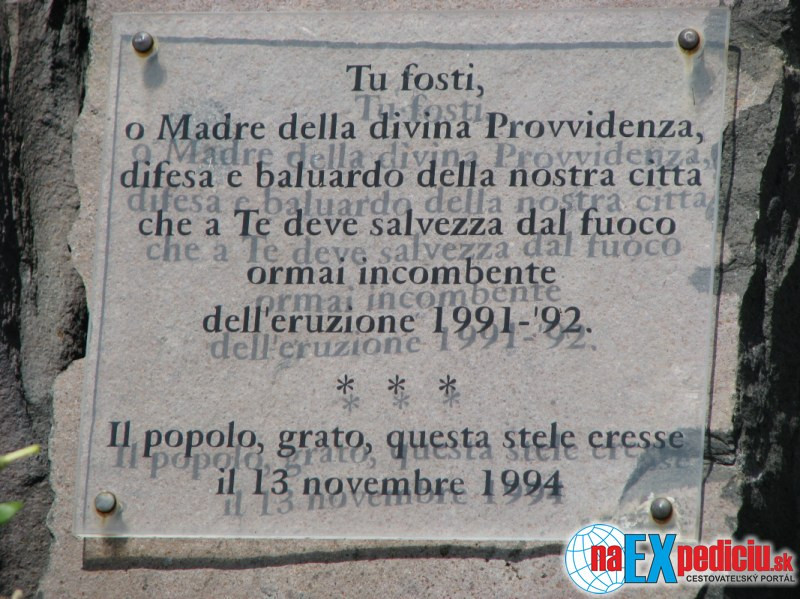 Tu fosti,
o Madre della divina Provvidenza,
difesa e baluardo della nostra citta
che a Te deve salvezza dal fuoco
ormai incombente
dell'eruzione 1991-'92.
* * *
Il popolo, grato, questa stele eresse
il 13 novembre 1994
naEXpediciu.sk
CESTOVATEĽSKÝ PORTÁL